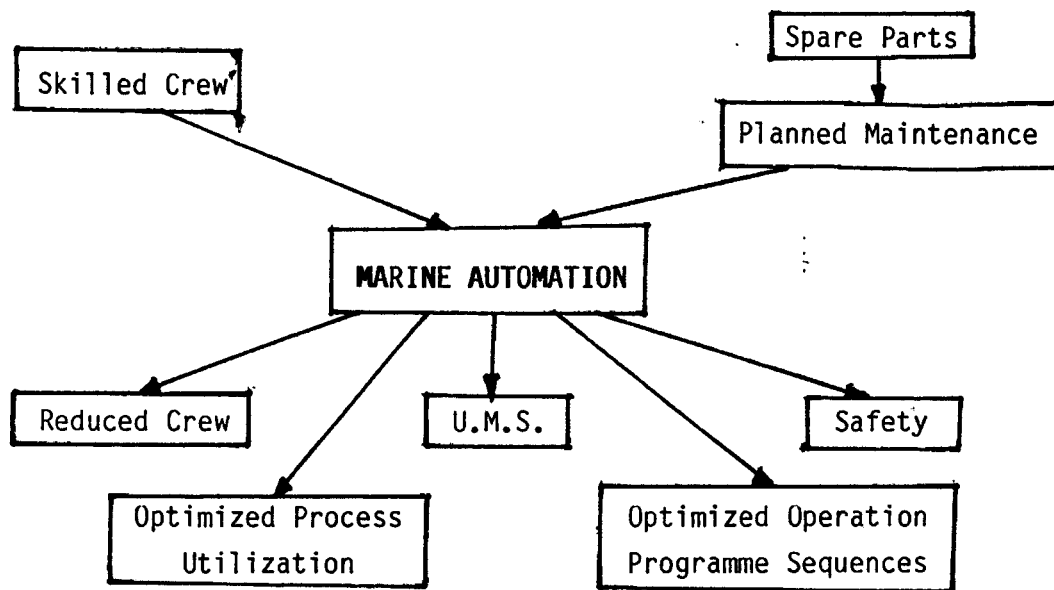 Spare Parts
Skilled Crew
Planned Maintenance
MARINE AUTOMATION
Reduced Crew
U.M.S.
Safety
Optimized Process
Utilization
Optimized Operation
Programme Sequences